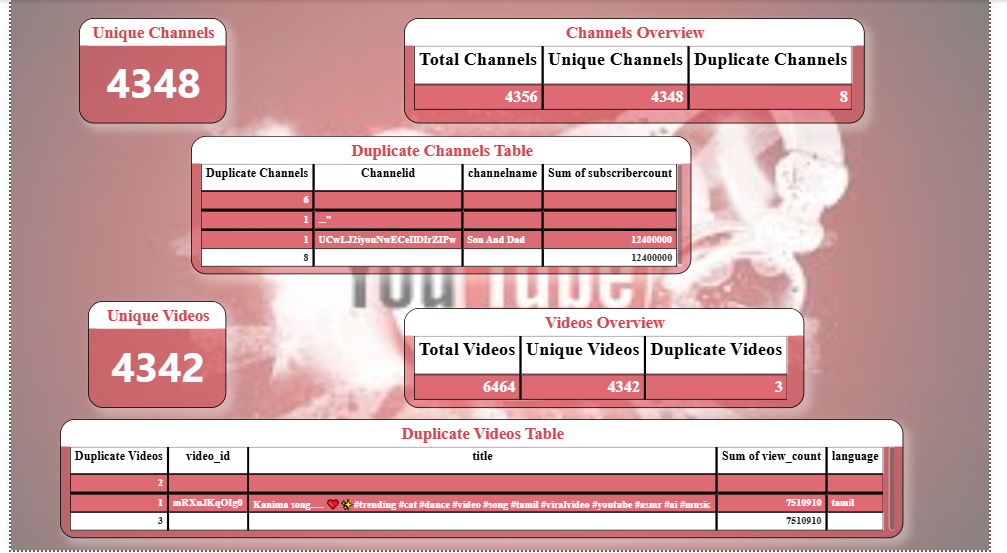 Unique Channels
4348
Channels Overview
Total Channels Unique Channels Duplicate Channels
4356 4348 8
Duplicate Channels Table
Duplicate Channels Channelid channelname Sum of subscribercount
6
1 ..."
1 Son And Dad 12400000
8 12400000
YouTube
Unique Videos
4342
Videos Overview
Total Videos Unique Videos Duplicate Videos
6464 4342 3
Duplicate Videos Table
Duplicate Videos video_id title Sum of view_count language
2
1 mRXuJKqOIg0 Kanima song..... ❤️✨#trending #cat #dance #video #song #tamil #viralvideo #youtube #asmr #ai #music 7510910 tamil
3 7510910